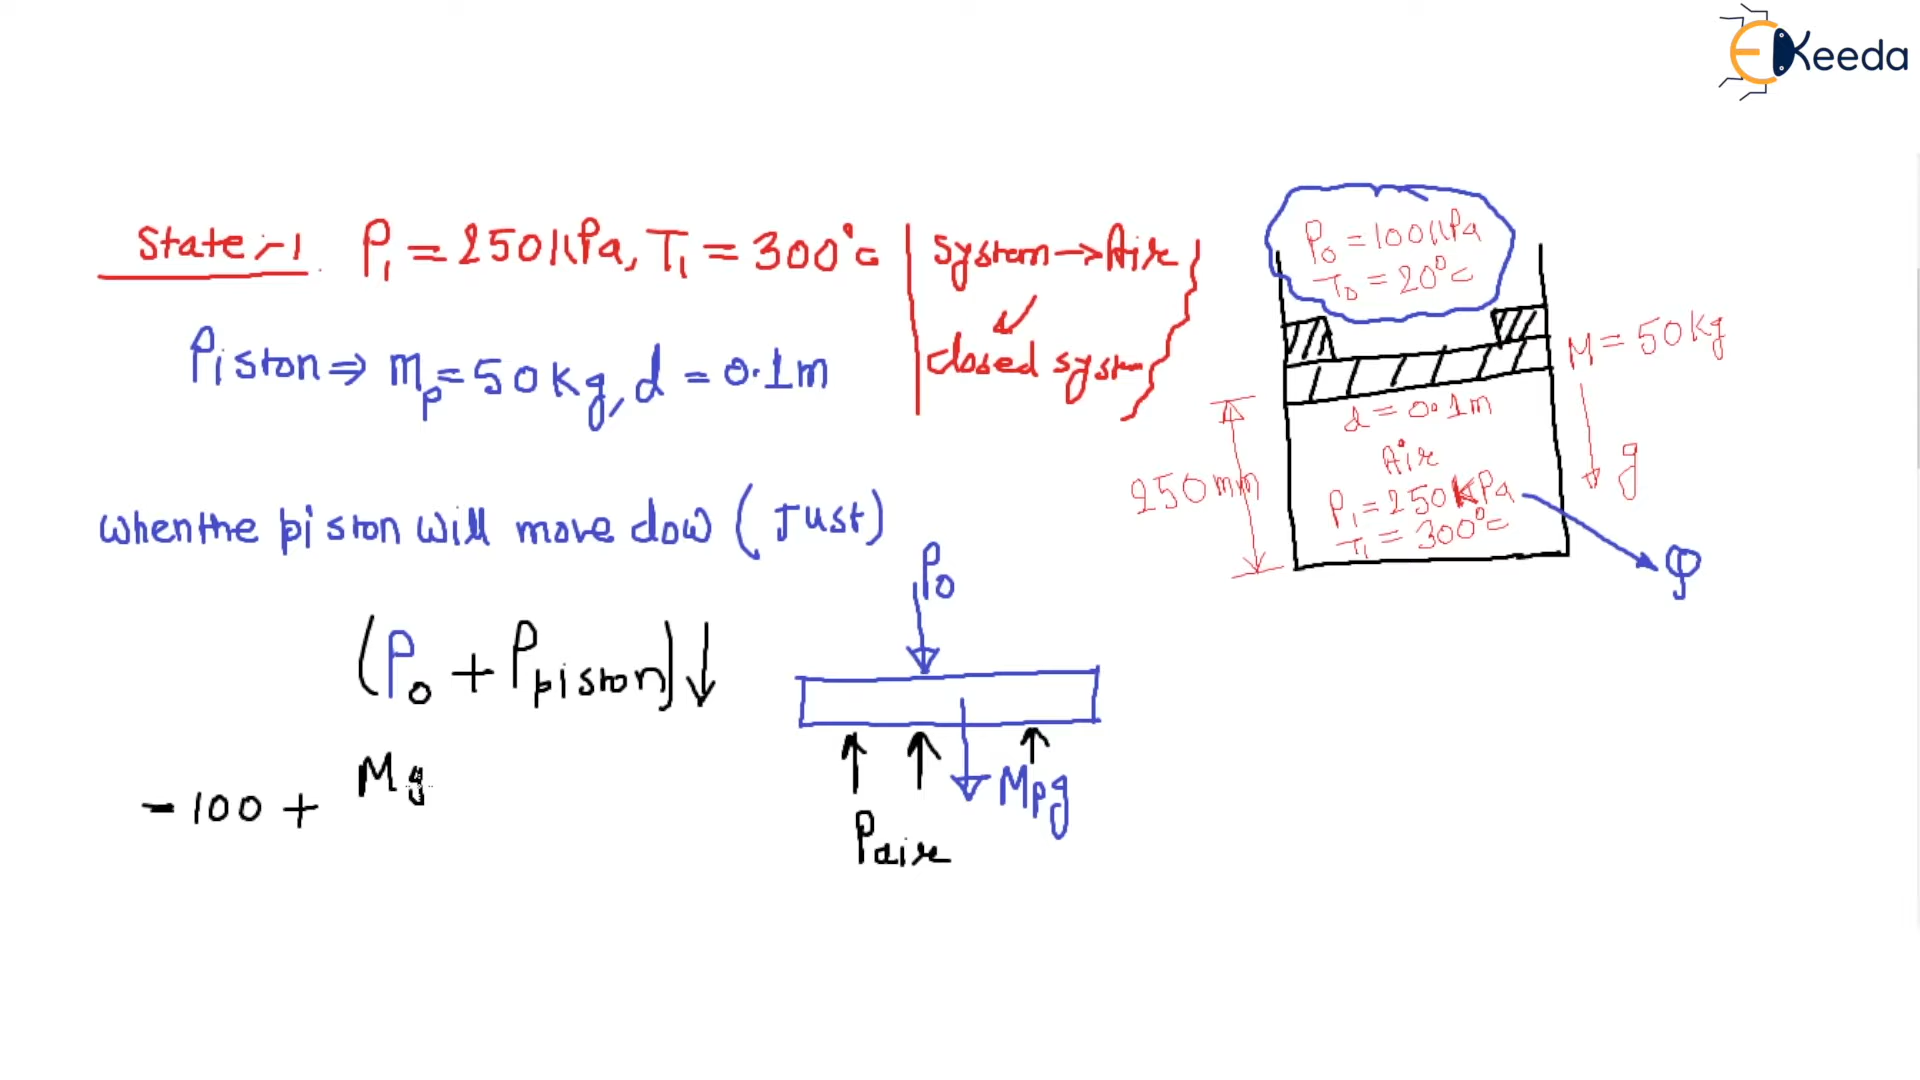 EKeeda
State:-1 P₁ = 250kPa, T₁ = 300°c
System → Air
closed system
Piston ⇒ mp = 50kg, d = 0.1m
when the piston will move dow (Just)
(P₀ + Ppiston) ↓
- 100 + Mg
P₀
Mpg
Pair
P₀ = 100kPa
T₀ = 20°c
M = 50kg
d = 0.1m
Air
250mm
g
P₁ = 250kPa
T₁ = 300°c
φ